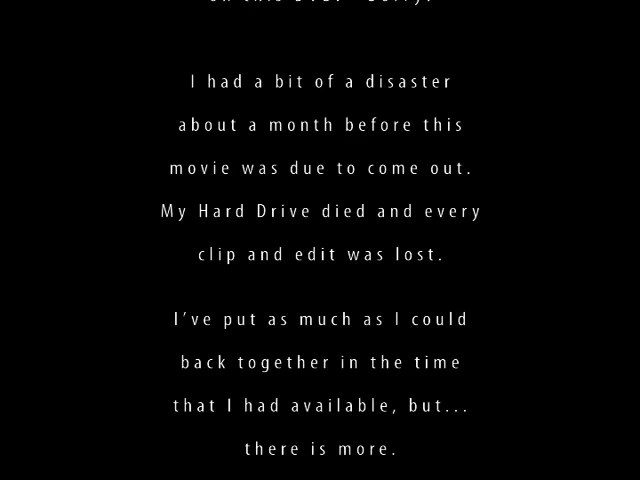 I had a bit of a disaster
about a month before this
movie was due to come out.
My Hard Drive died and every
clip and edit was lost.
I've put as much as I could
back together in the time
that I had available, but...
there is more.